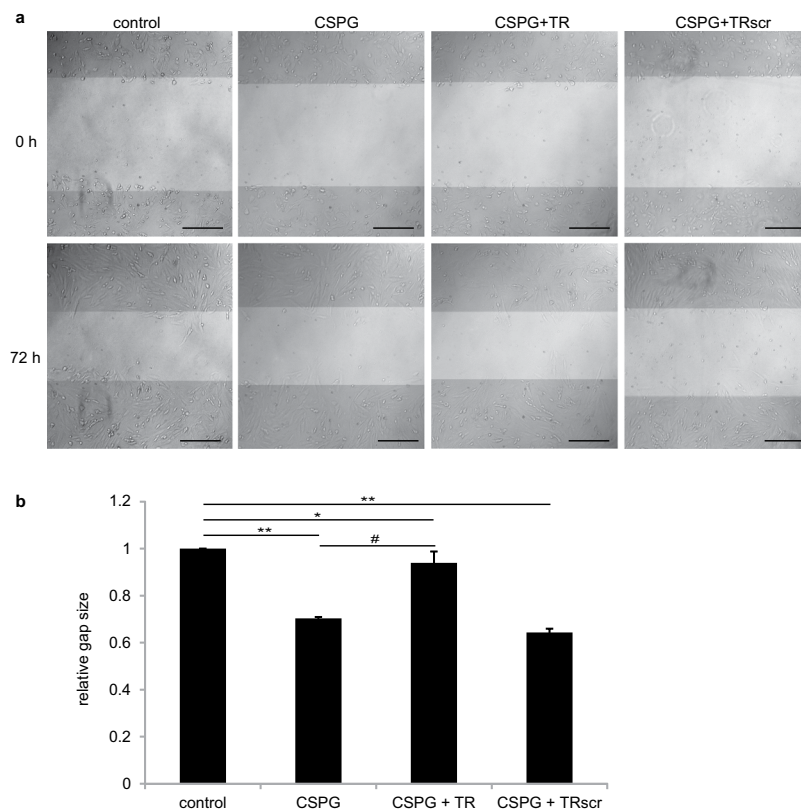 a
control CSPG CSPG+TR CSPG+TRscr
0 h
72 h
b
1.2
1
0.8
0.6
0.4
0.2
0
relative gap size
**
*
**
#
control CSPG CSPG + TR CSPG + TRscr